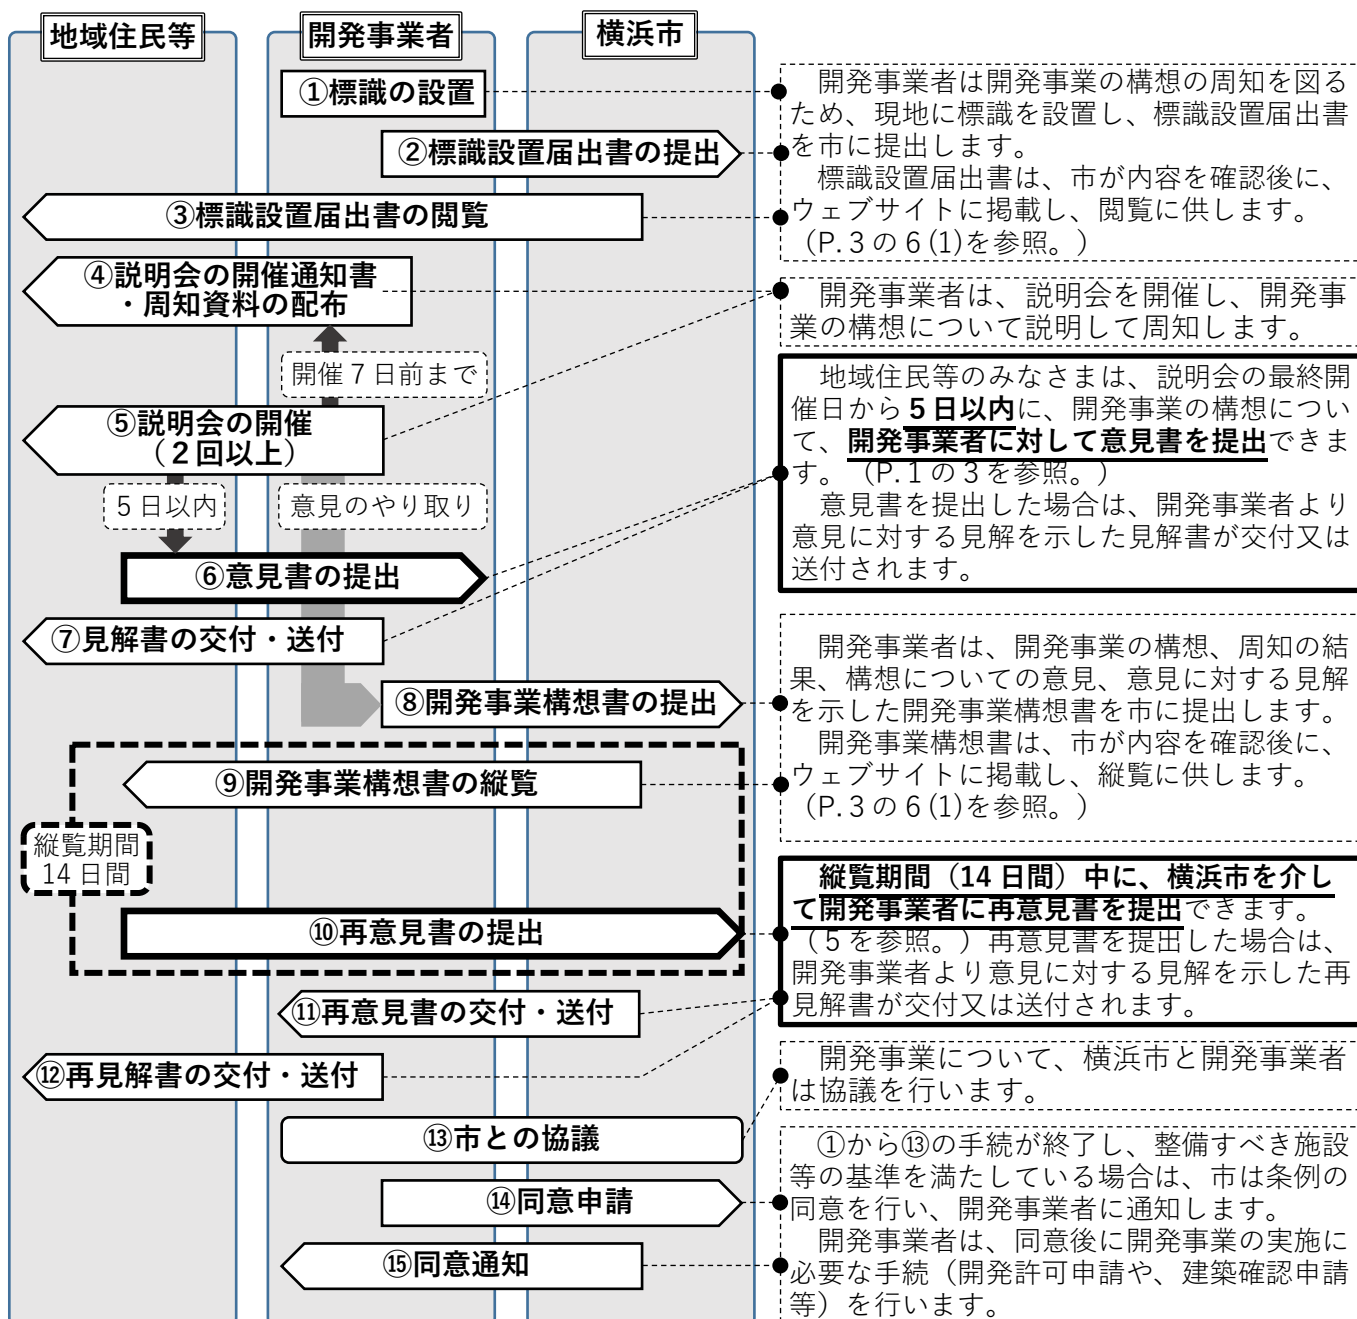 地域住民等
開発事業者
横浜市
①標識の設置
②標識設置届出書の提出
③標識設置届出書の閲覧
④説明会の開催通知書
・周知資料の配布
開催７日前まで
⑤説明会の開催
（２回以上）
５日以内
意見のやり取り
⑥意見書の提出
⑦見解書の交付・送付
⑧開発事業構想書の提出
⑨開発事業構想書の縦覧
縦覧期間
14日間
⑩再意見書の提出
⑪再意見書の交付・送付
⑫再見解書の交付・送付
⑬市との協議
⑭同意申請
⑮同意通知
開発事業者は開発事業の構想の周知を図る
ため、現地に標識を設置し、標識設置届出書
を市に提出します。
標識設置届出書は、市が内容を確認後に、
ウェブサイトに掲載し、閲覧に供します。
（P.３の６(1)を参照。）
開発事業者は、説明会を開催し、開発事
業の構想について説明して周知します。
地域住民等のみなさまは、説明会の最終開
催日から５日以内に、開発事業の構想につい
て、開発事業者に対して意見書を提出できま
す。（P.１の３を参照。）
意見書を提出した場合は、開発事業者より
意見に対する見解を示した見解書が交付又は
送付されます。
開発事業者は、開発事業の構想、周知の結
果、構想についての意見、意見に対する見解
を示した開発事業構想書を市に提出します。
開発事業構想書は、市が内容を確認後に、
ウェブサイトに掲載し、縦覧に供します。
（P.３の６(1)を参照。）
縦覧期間（14日間）中に、横浜市を介し
て開発事業者に再意見書を提出できます。
（５を参照。）再意見書を提出した場合は、
開発事業者より意見に対する見解を示した再
見解書が交付又は送付されます。
開発事業について、横浜市と開発事業者
は協議を行います。
①から⑬の手続が終了し、整備すべき施設
等の基準を満たしている場合は、市は条例の
同意を行い、開発事業者に通知します。
開発事業者は、同意後に開発事業の実施に
必要な手続（開発許可申請や、建築確認申請
等）を行います。